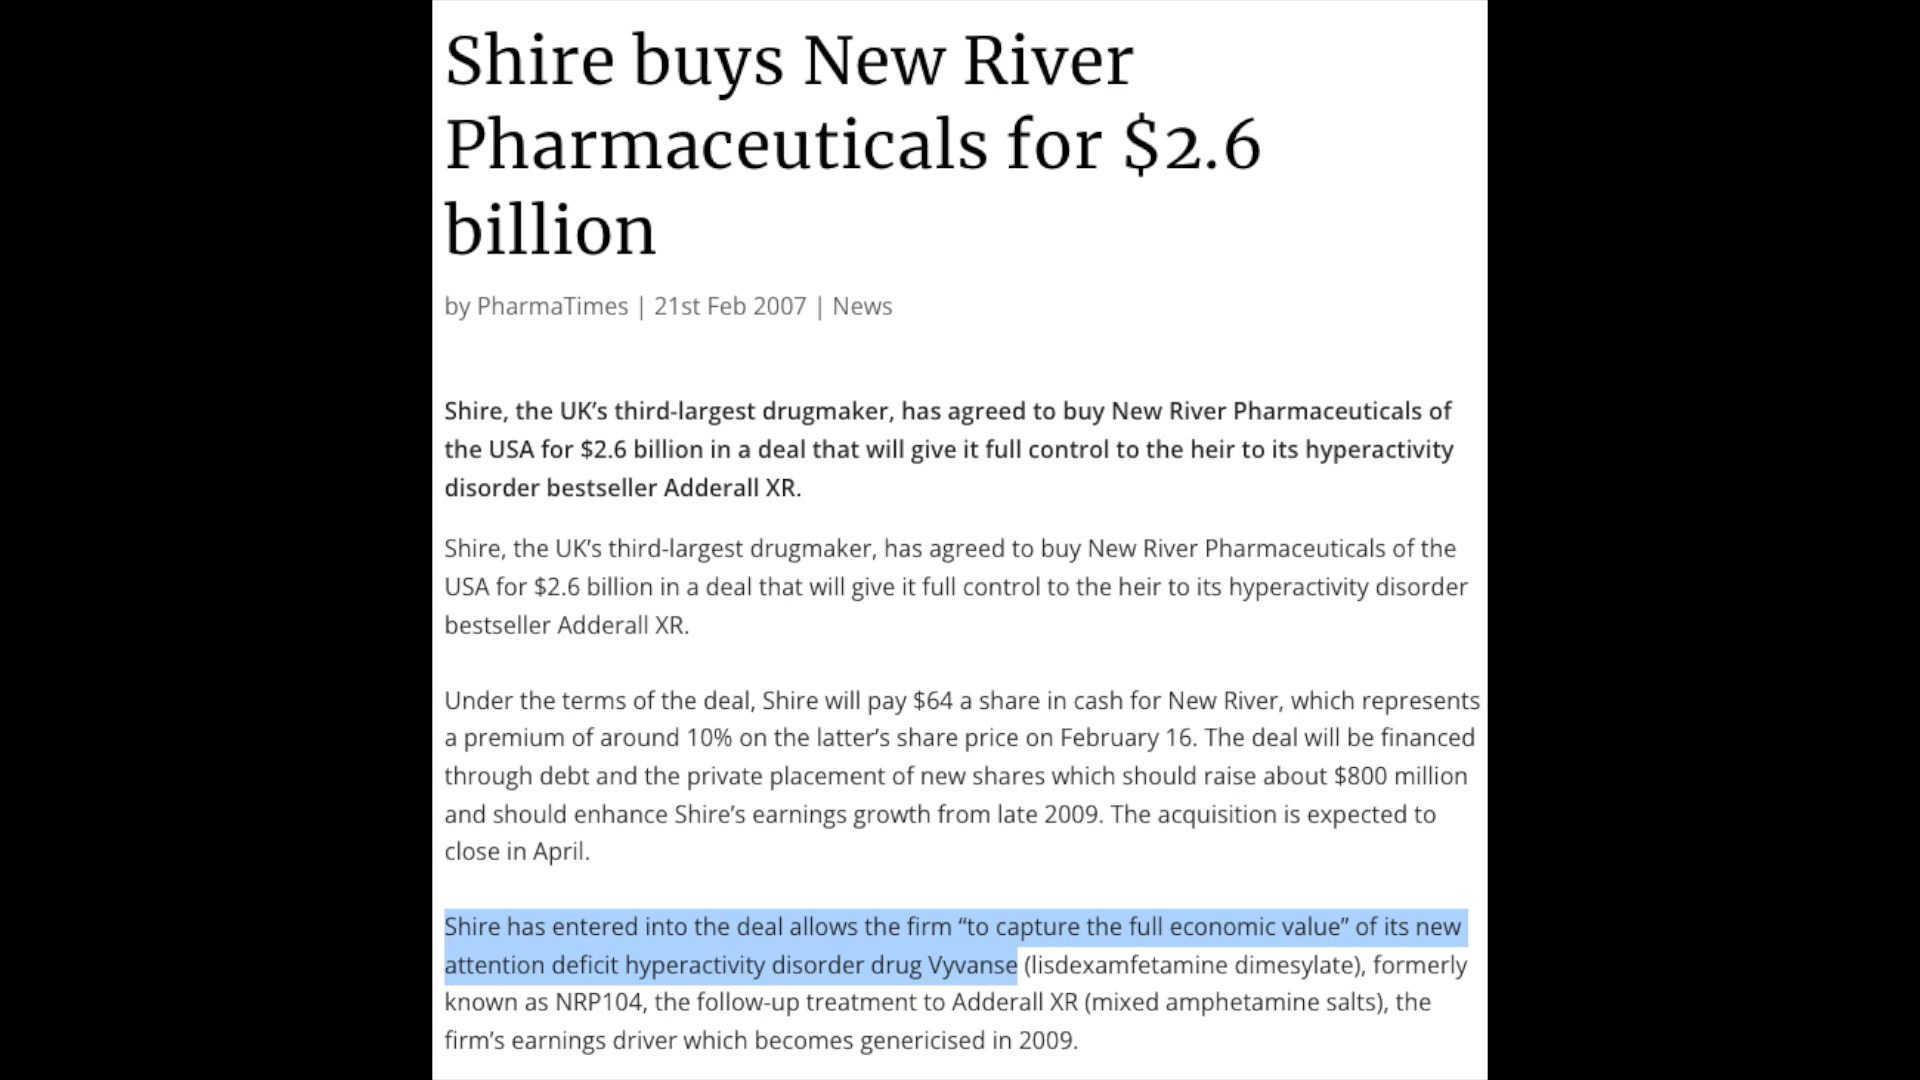 Shire buys New River
Pharmaceuticals for $2.6
billion
by PharmaTimes | 21st Feb 2007 | News
Shire, the UK’s third-largest drugmaker, has agreed to buy New River Pharmaceuticals of
the USA for $2.6 billion in a deal that will give it full control to the heir to its hyperactivity
disorder bestseller Adderall XR.
Shire, the UK’s third-largest drugmaker, has agreed to buy New River Pharmaceuticals of the
USA for $2.6 billion in a deal that will give it full control to the heir to its hyperactivity disorder
bestseller Adderall XR.
Under the terms of the deal, Shire will pay $64 a share in cash for New River, which represents
a premium of around 10% on the latter’s share price on February 16. The deal will be financed
through debt and the private placement of new shares which should raise about $800 million
and should enhance Shire’s earnings growth from late 2009. The acquisition is expected to
close in April.
Shire has entered into the deal allows the firm “to capture the full economic value” of its new
attention deficit hyperactivity disorder drug Vyvanse (lisdexamfetamine dimesylate), formerly
known as NRP104, the follow-up treatment to Adderall XR (mixed amphetamine salts), the
firm’s earnings driver which becomes genericised in 2009.